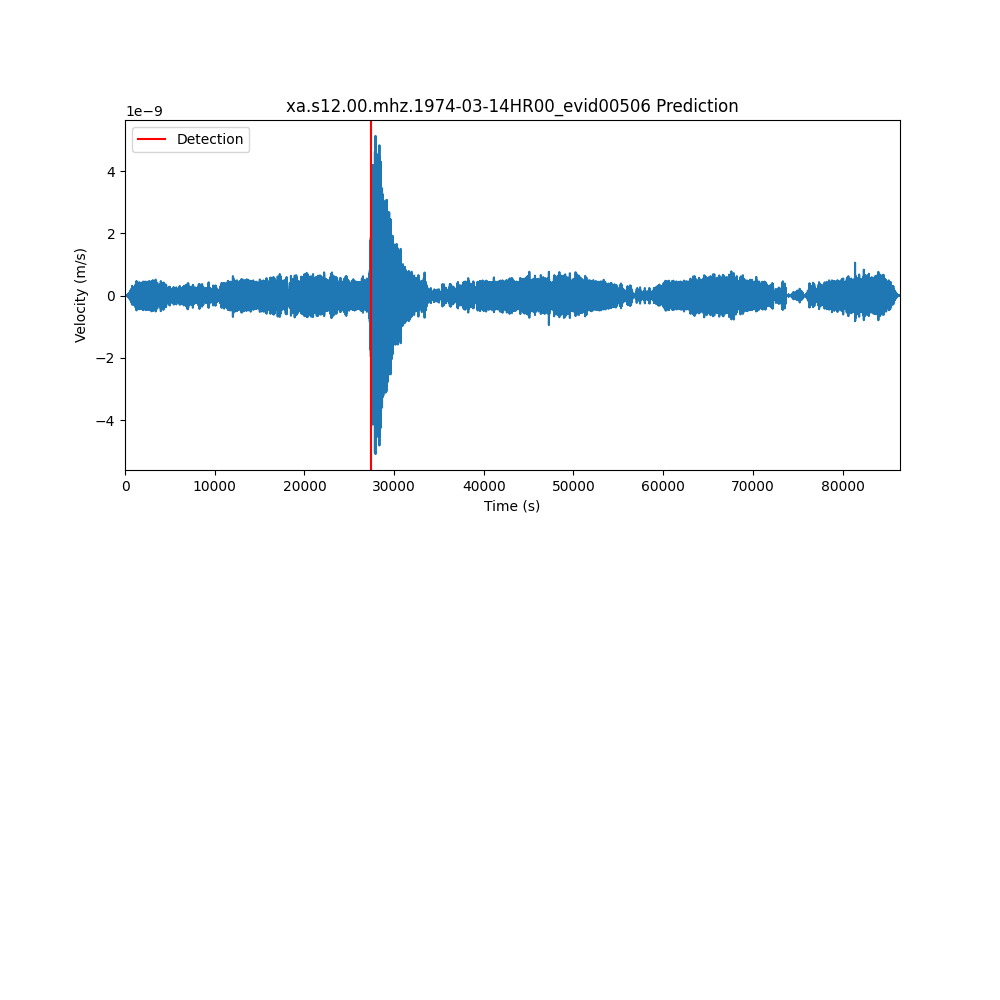 xa.s12.00.mhz.1974-03-14HR00_evid00506 Prediction
1e−9
Detection
4
2
0
−2
−4
Velocity (m/s)
0 10000 20000 30000 40000 50000 60000 70000 80000
Time (s)